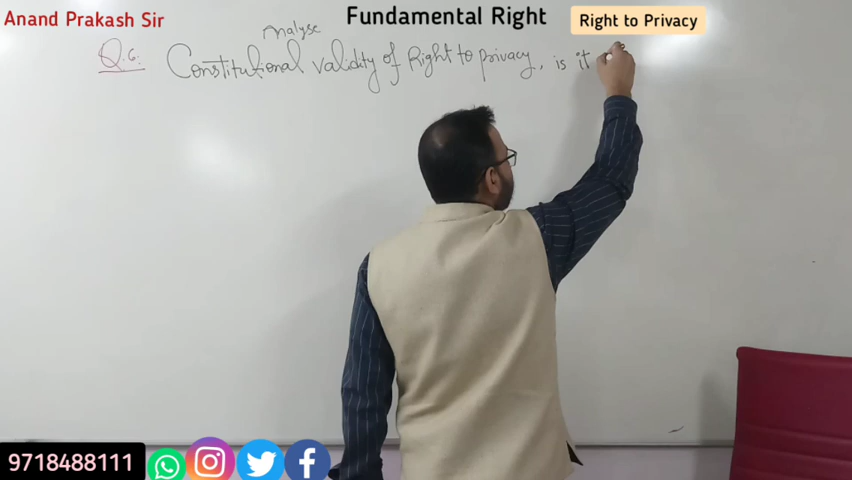 Anand Prakash Sir
Fundamental Right
Right to Privacy
Analyse
Q.6. Constitutional validity of Right to privacy, is it
9718488111